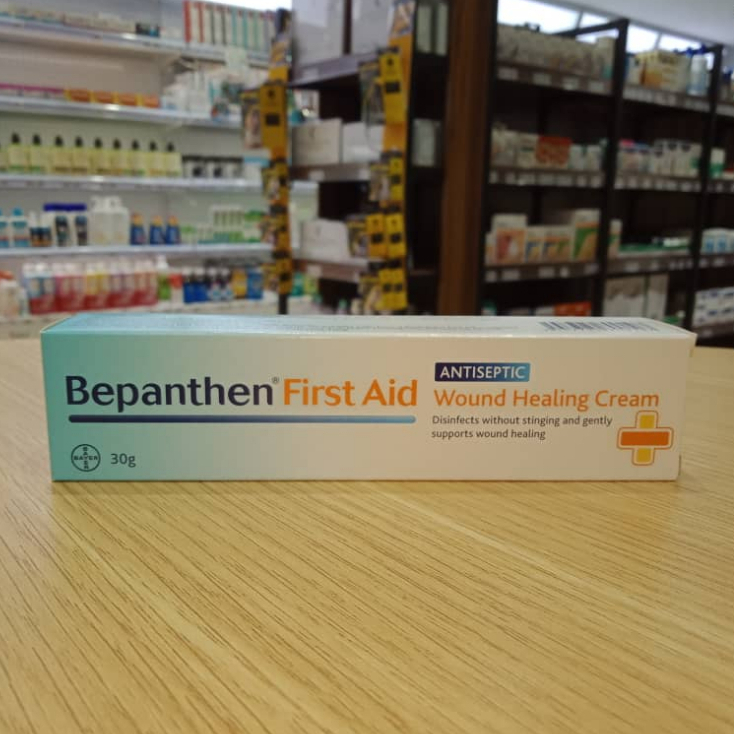 Bepanthen® First Aid
ANTISEPTIC
Wound Healing Cream
Disinfects without stinging and gently
supports wound healing
BAYER
30g